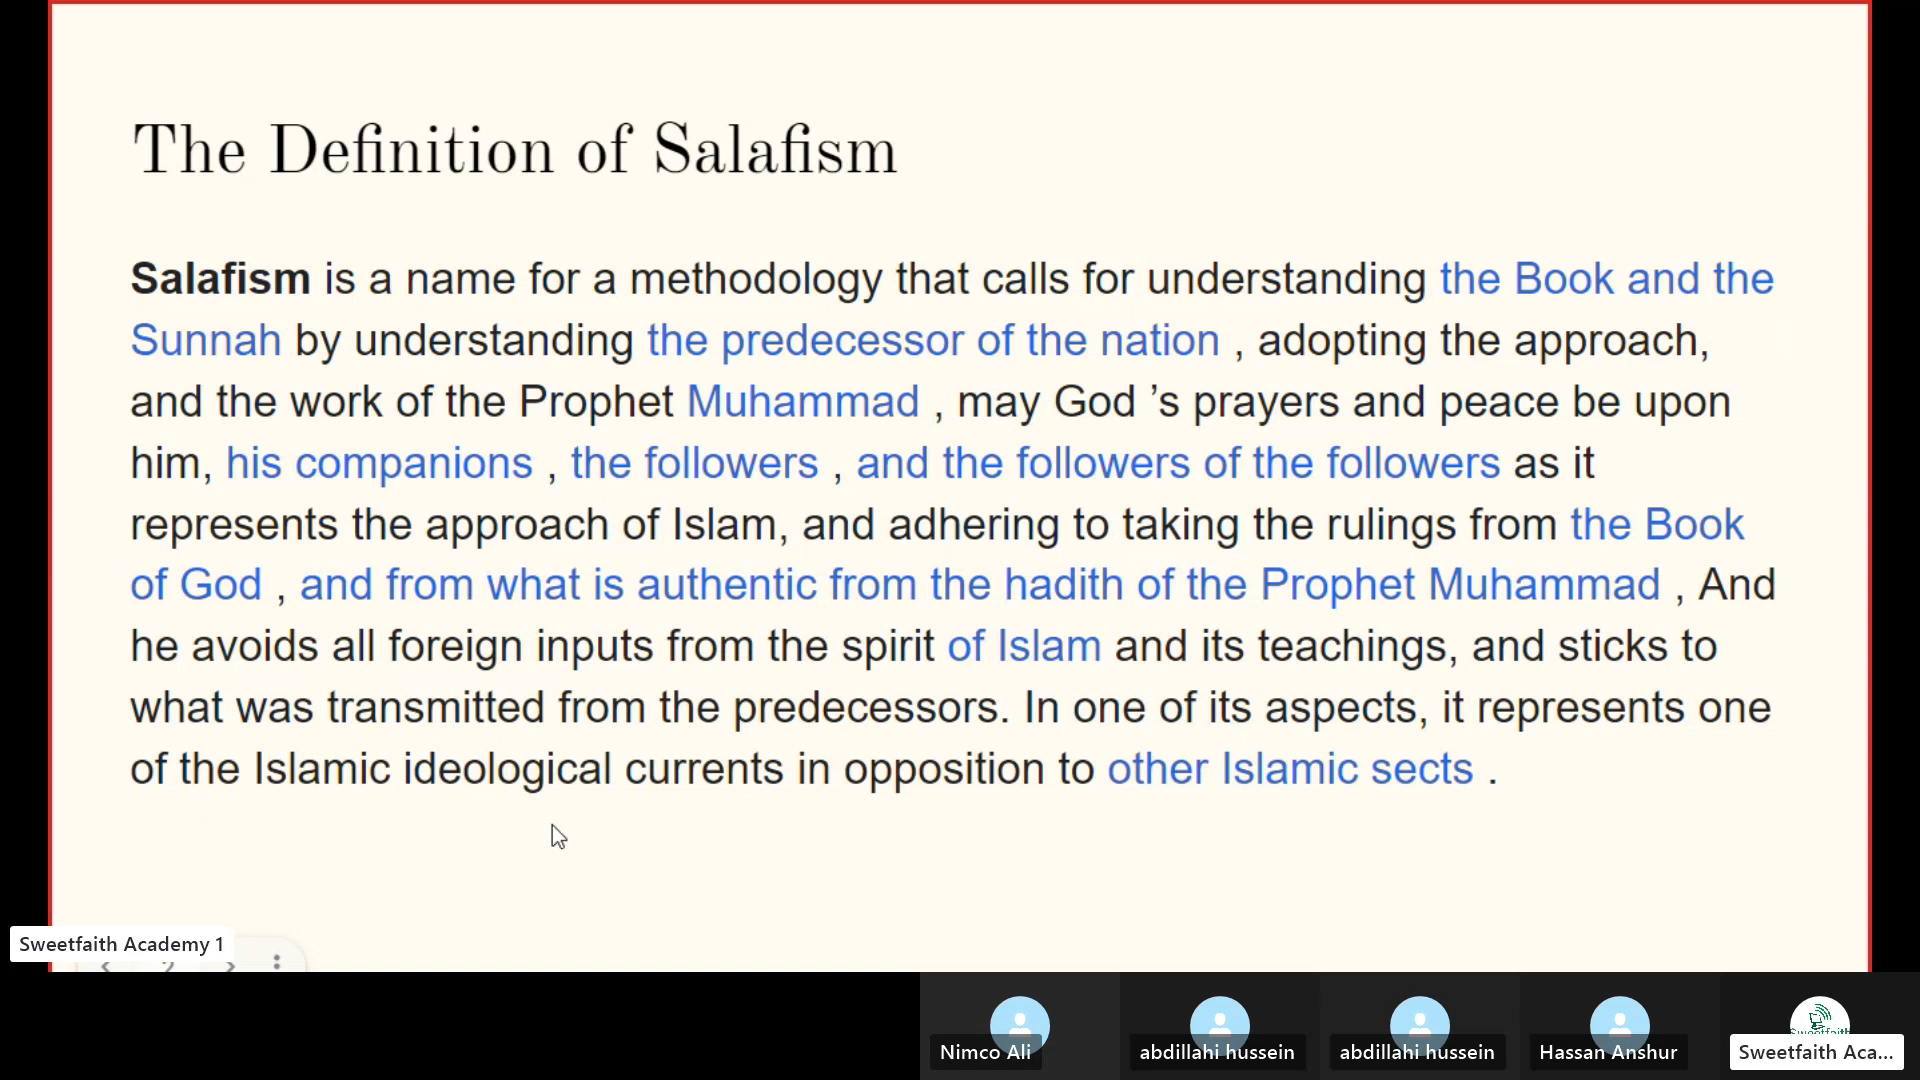 The Definition of Salafism
Salafism is a name for a methodology that calls for understanding the Book and the
Sunnah by understanding the predecessor of the nation , adopting the approach,
and the work of the Prophet Muhammad , may God ’s prayers and peace be upon
him, his companions , the followers , and the followers of the followers as it
represents the approach of Islam, and adhering to taking the rulings from the Book
of God , and from what is authentic from the hadith of the Prophet Muhammad , And
he avoids all foreign inputs from the spirit of Islam and its teachings, and sticks to
what was transmitted from the predecessors. In one of its aspects, it represents one
of the Islamic ideological currents in opposition to other Islamic sects .
Sweetfaith Academy 1
Nimco Ali
abdillahi hussein
abdillahi hussein
Hassan Anshur
Sweetfaith Aca...